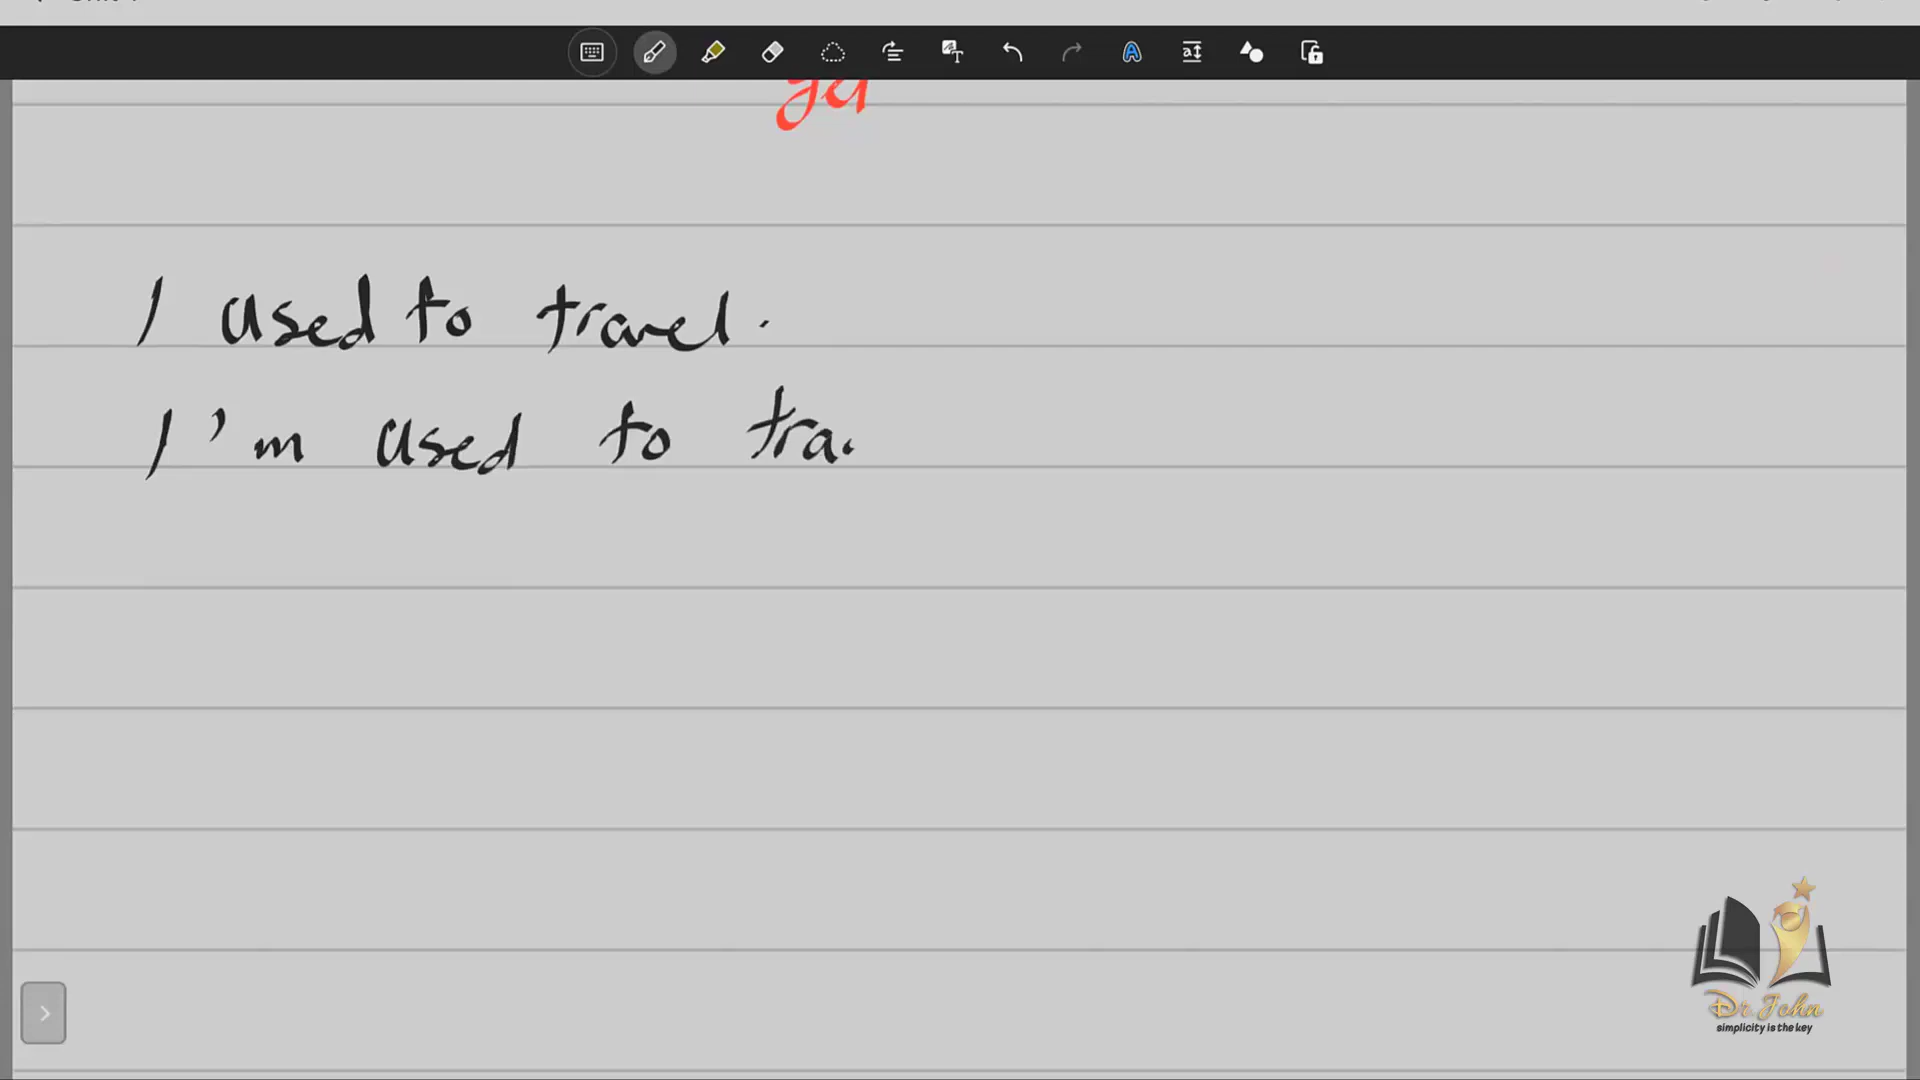 I used to travel.
I'm used to tra
Dr. John
simplicity is the key